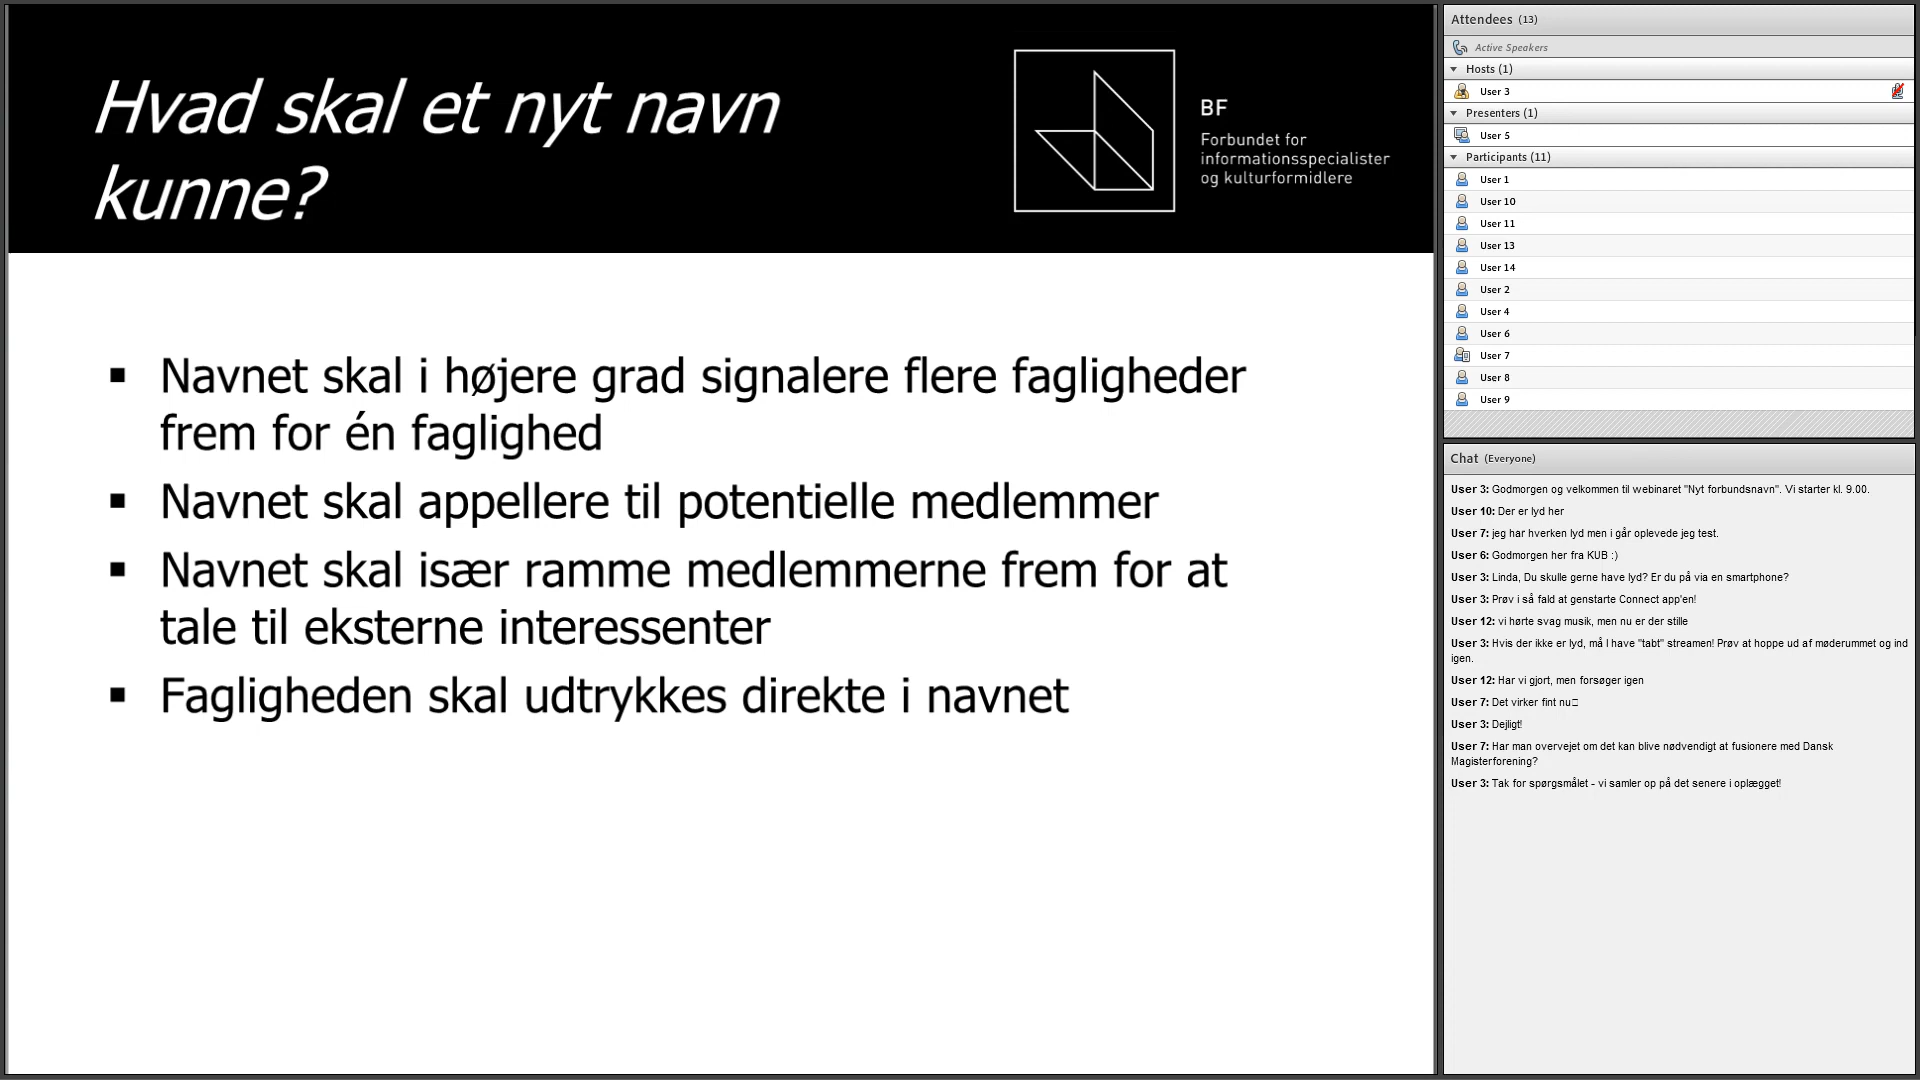 Hvad skal et nyt navn
kunne?
BF
Forbundet for
informationsspecialister
og kulturformidlere
▪ Navnet skal i højere grad signalere flere fagligheder
frem for én faglighed
▪ Navnet skal appellere til potentielle medlemmer
▪ Navnet skal især ramme medlemmerne frem for at
tale til eksterne interessenter
▪ Fagligheden skal udtrykkes direkte i navnet
Attendees (13)
Active Speakers
Hosts (1)
User 3
Presenters (1)
User 5
Participants (11)
User 1
User 10
User 11
User 13
User 14
User 2
User 4
User 6
User 7
User 8
User 9
Chat (Everyone)
User 3: Godmorgen og velkommen til webinaret "Nyt forbundsnavn". Vi starter kl. 9.00.
User 10: Der er lyd her
User 7: jeg har hverken lyd men i går oplevede jeg test.
User 6: Godmorgen her fra KUB :)
User 3: Linda, Du skulle gerne have lyd? Er du på via en smartphone?
User 3: Prøv i så fald at genstarte Connect app'en!
User 12: vi hørte svag musik, men nu er der stille
User 3: Hvis der ikke er lyd, må I have "tabt" streamen! Prøv at hoppe ud af møderummet og ind
igen.
User 12: Har vi gjort, men forsøger igen
User 7: Det virker fint nu□
User 3: Dejligt!
User 7: Har man overvejet om det kan blive nødvendigt at fusionere med Dansk
Magisterforening?
User 3: Tak for spørgsmålet - vi samler op på det senere i oplægget!